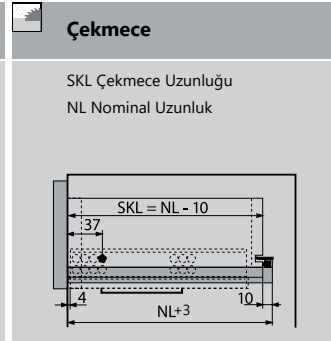 Çekmece
SKL Çekmece Uzunluğu
NL Nominal Uzunluk
SKL = NL - 10
37
4
10
NL+3